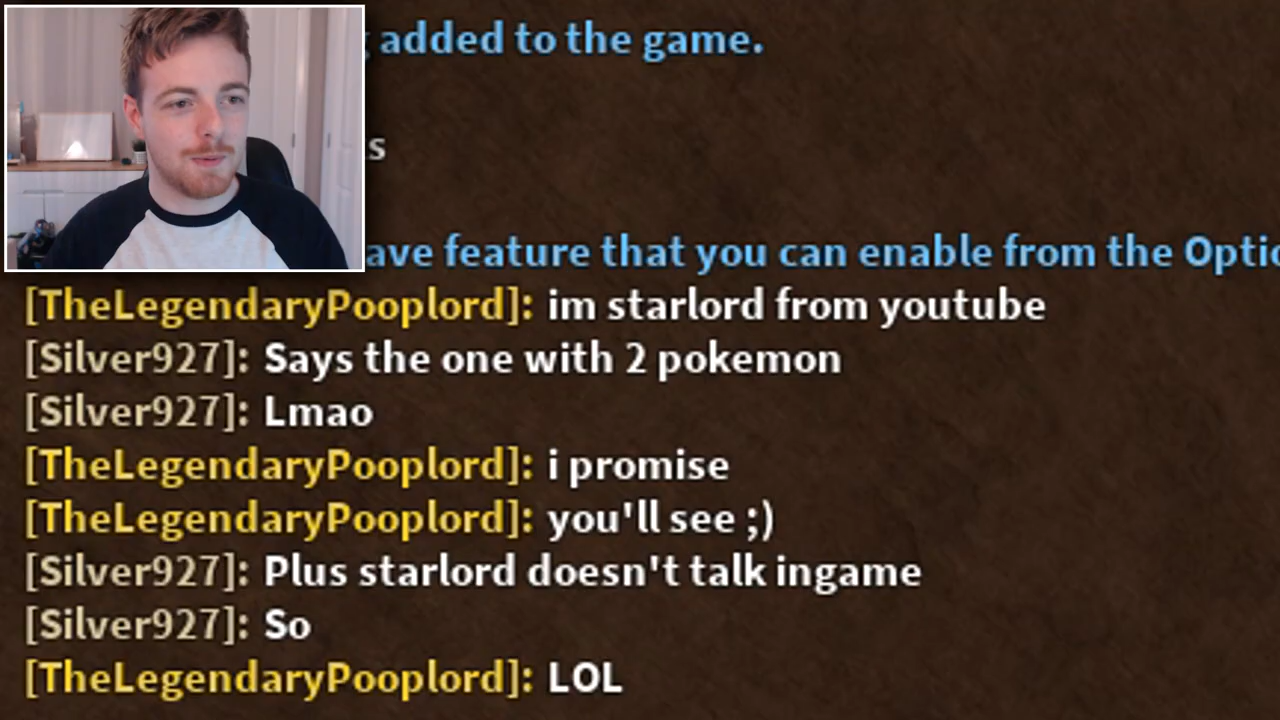 added to the game.
ave feature that you can enable from the Optio
[TheLegendaryPooplord]: im starlord from youtube
[Silver927]: Says the one with 2 pokemon
[Silver927]: Lmao
[TheLegendaryPooplord]: i promise
[TheLegendaryPooplord]: you'll see ;)
[Silver927]: Plus starlord doesn't talk ingame
[Silver927]: So
[TheLegendaryPooplord]: LOL